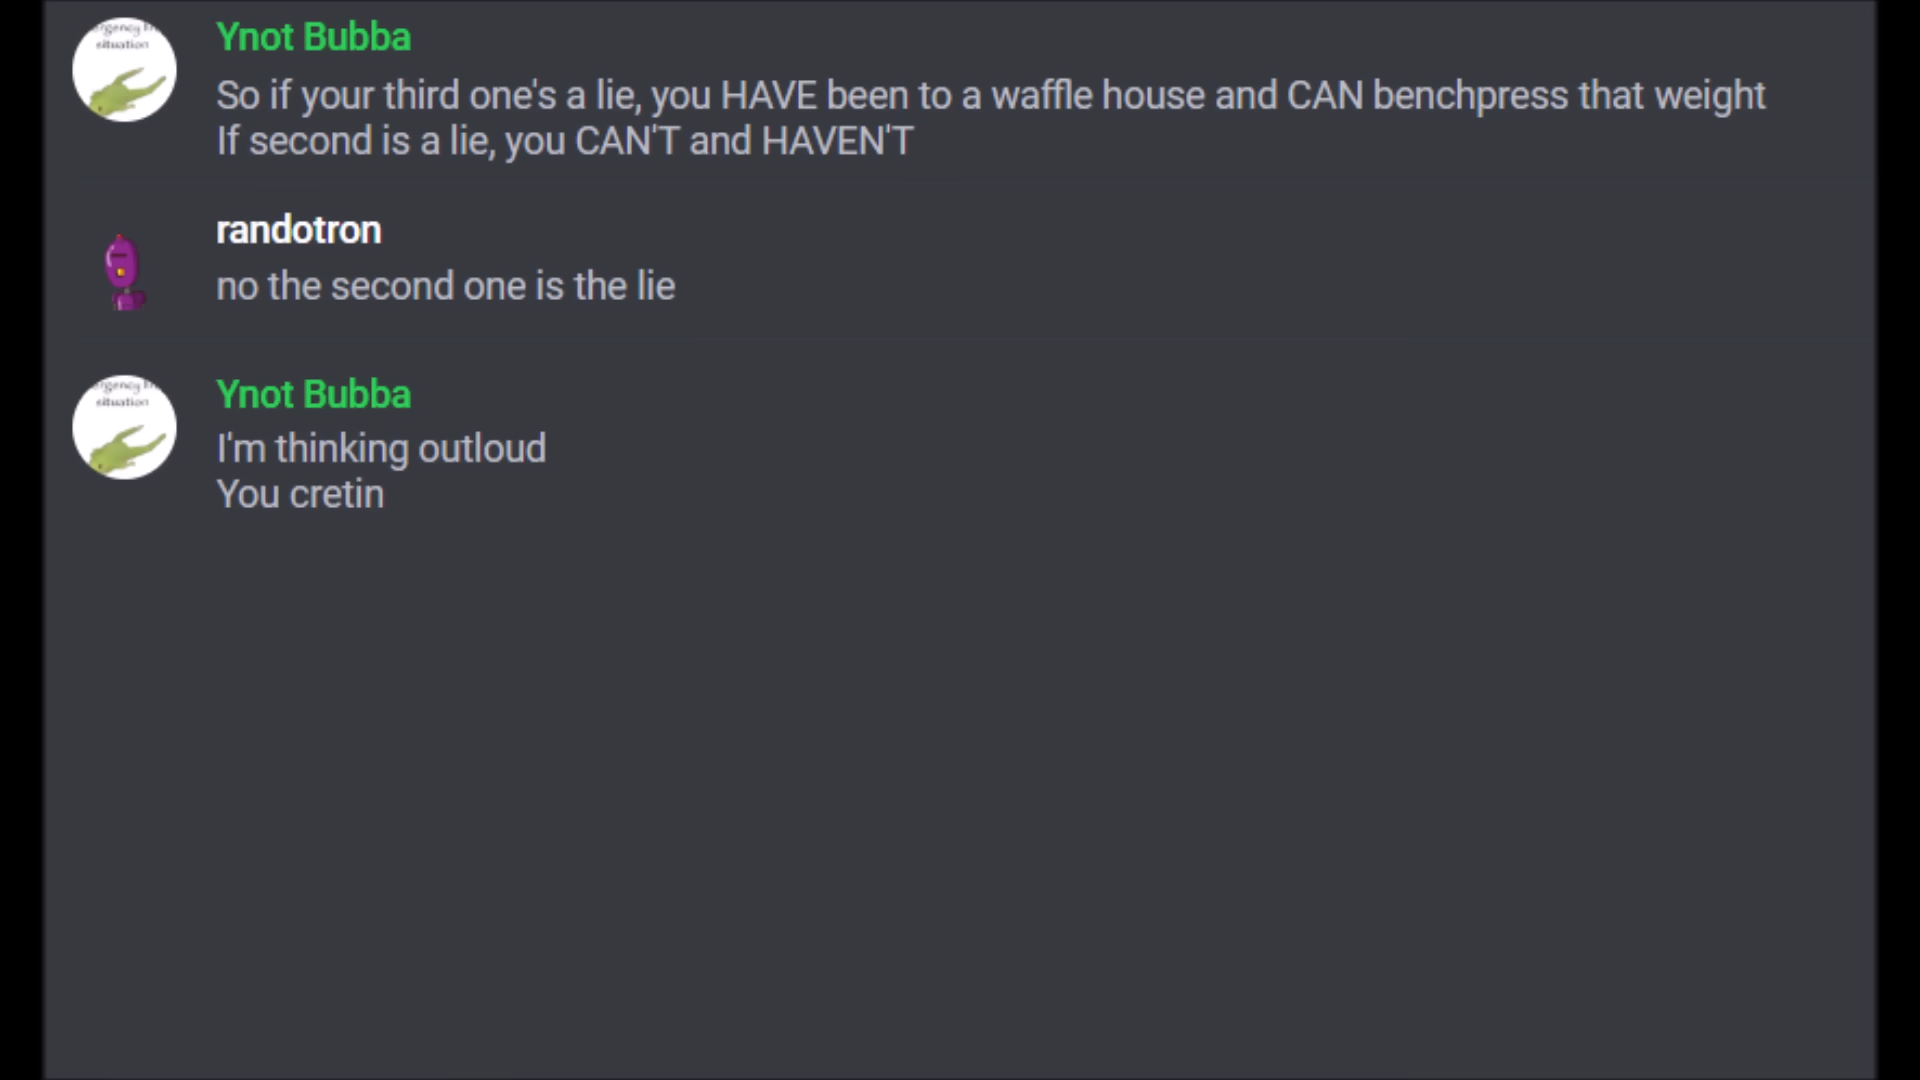 situation
Ynot Bubba
So if your third one's a lie, you HAVE been to a waffle house and CAN benchpress that weight
If second is a lie, you CAN'T and HAVEN'T
randotron
no the second one is the lie
situation
Ynot Bubba
I'm thinking outloud
You cretin